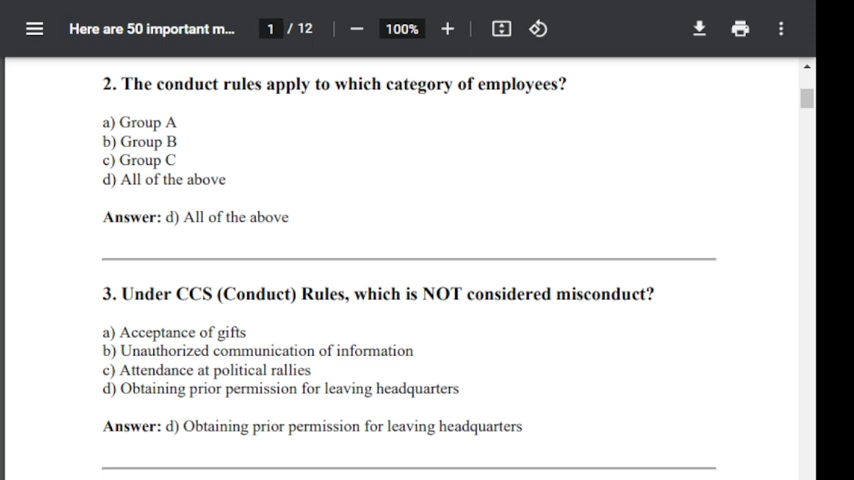 Here are 50 important m... 1 / 12 100%
2. The conduct rules apply to which category of employees?
a) Group A
b) Group B
c) Group C
d) All of the above
Answer: d) All of the above
3. Under CCS (Conduct) Rules, which is NOT considered misconduct?
a) Acceptance of gifts
b) Unauthorized communication of information
c) Attendance at political rallies
d) Obtaining prior permission for leaving headquarters
Answer: d) Obtaining prior permission for leaving headquarters